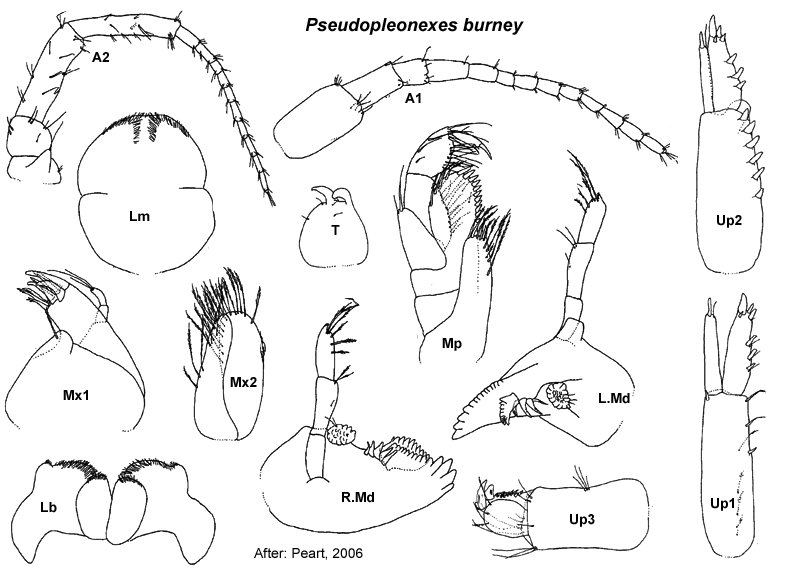 Pseudopleonexes burney
A2
A1
Lm
T
Up2
Mp
Mx1
Mx2
L.Md
R.Md
Lb
Up3
Up1
After: Peart, 2006